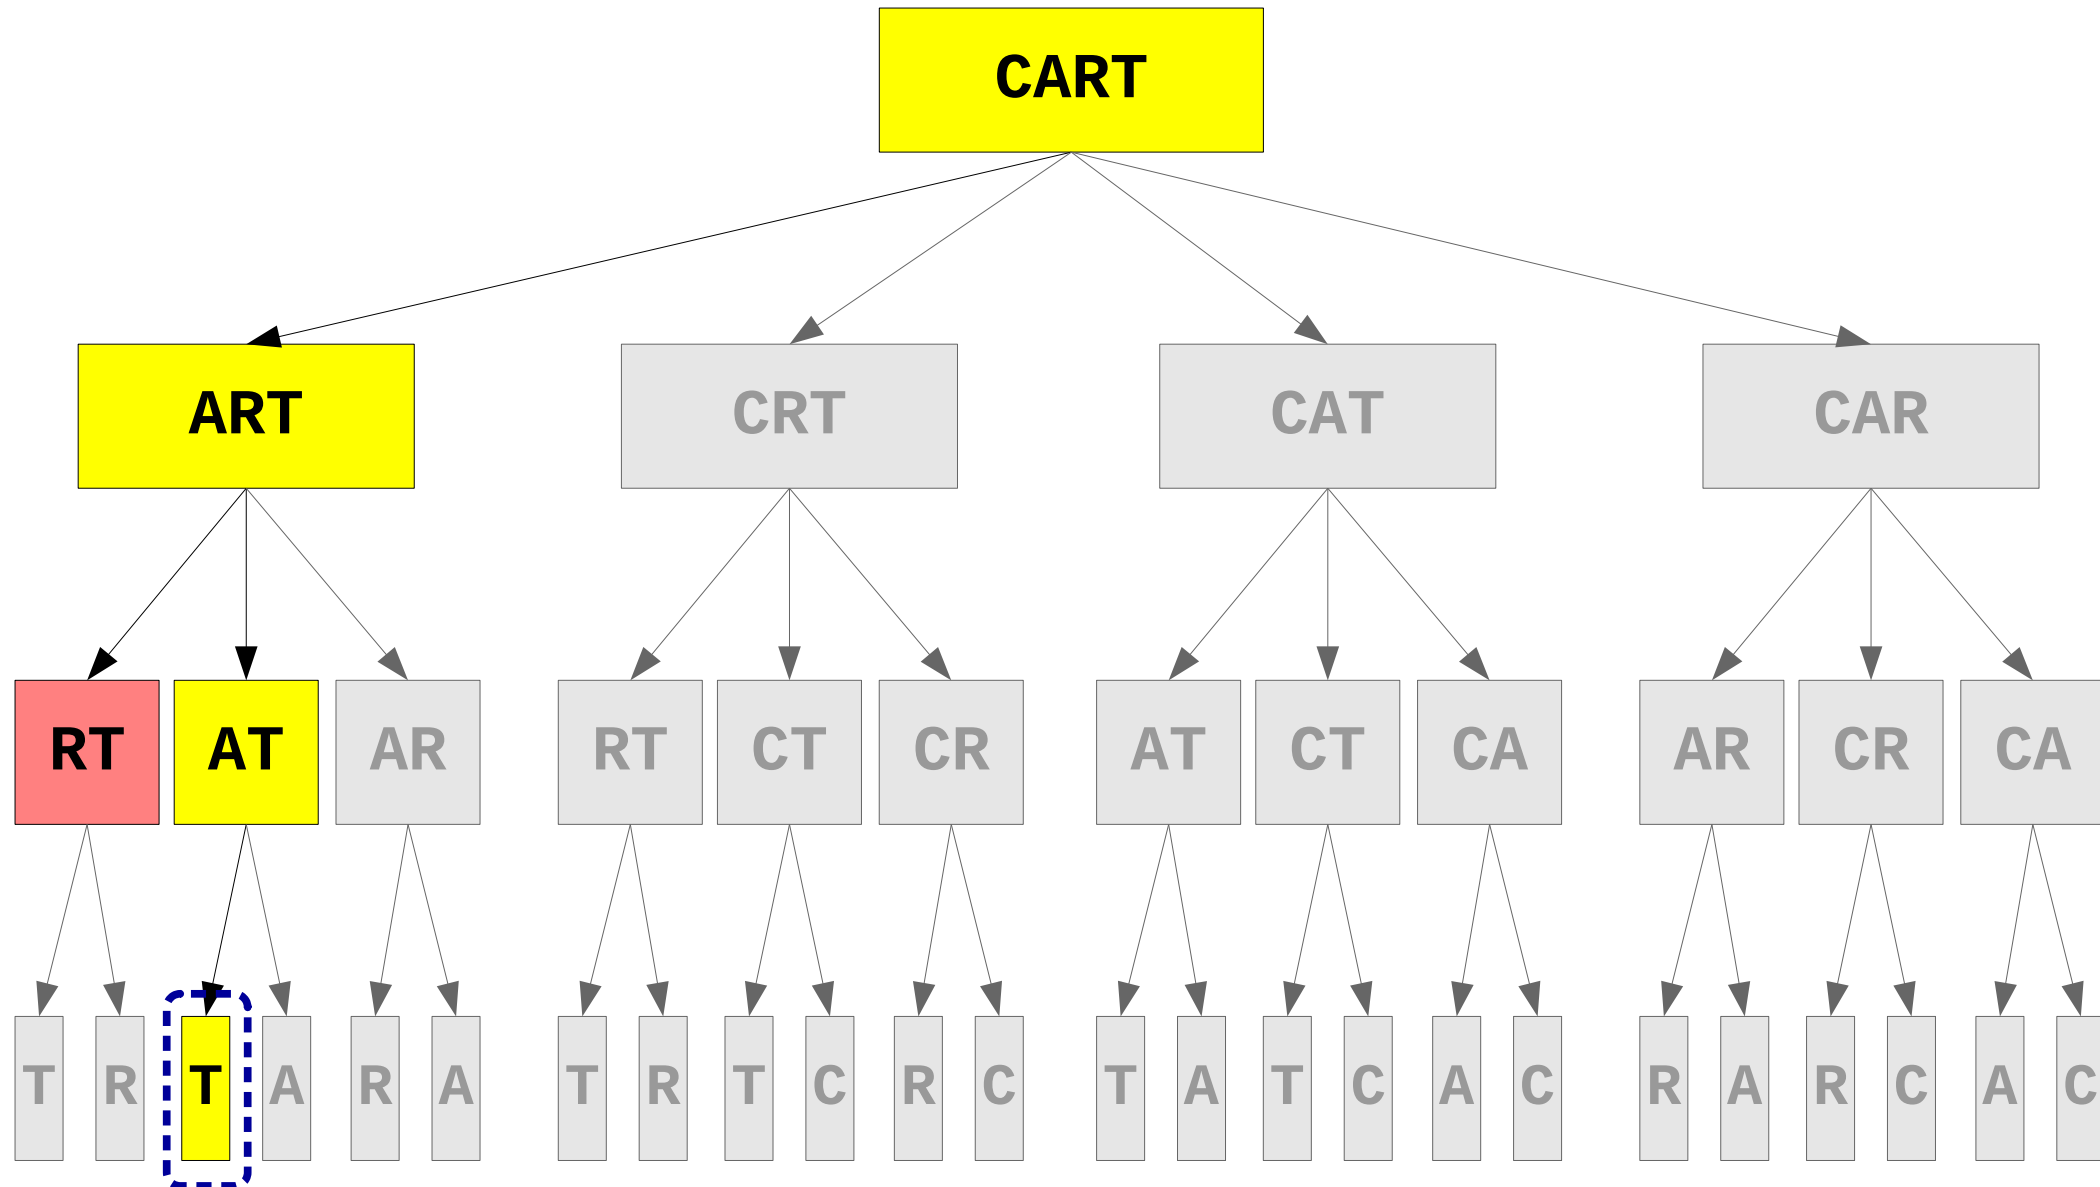 CART
ART CRT CAT CAR
RT AT AR RT CT CR AT CT CA AR CR CA
T R T A R A T R T C R C T A T C A C R A R C A C